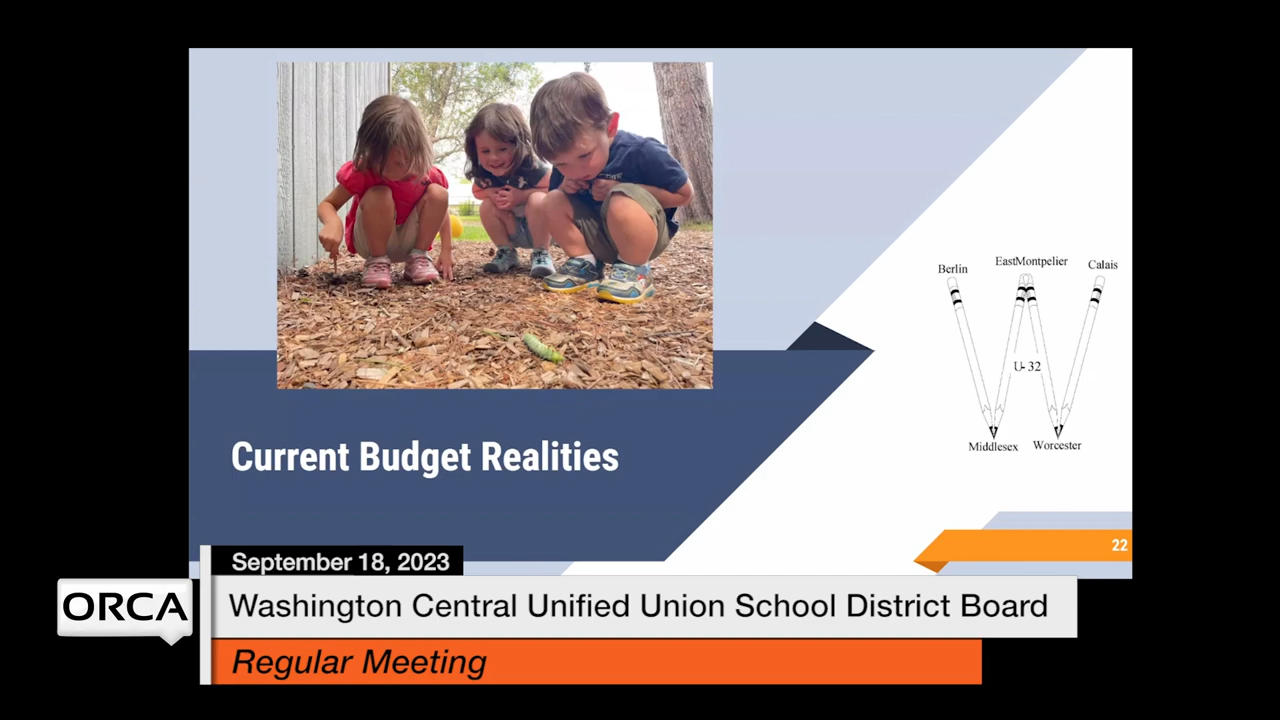 Berlin
EastMontpelier
Calais
U-32
Middlesex
Worcester
Current Budget Realities
22
September 18, 2023
ORCA
Washington Central Unified Union School District Board
Regular Meeting